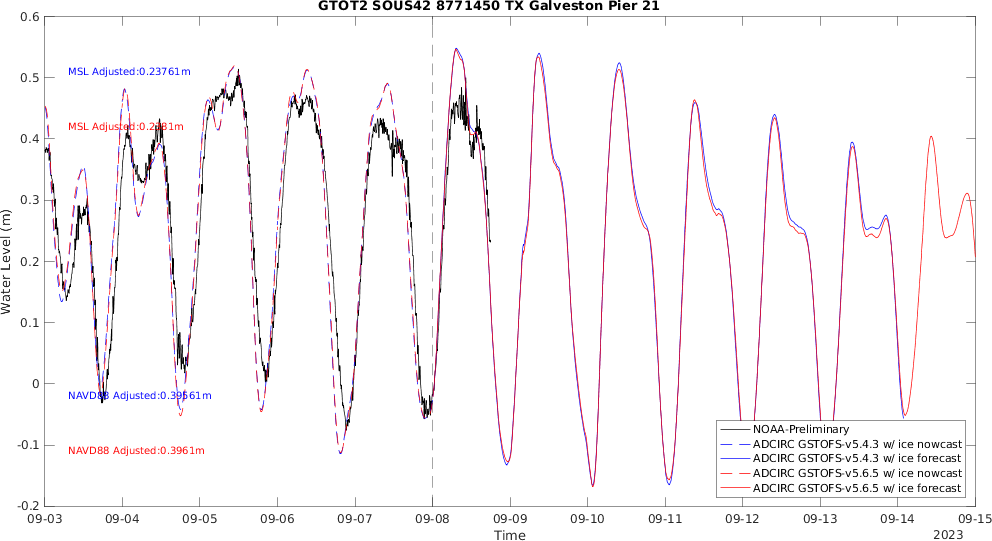 GTOT2 SOUS42 8771450 TX Galveston Pier 21
0.6
0.5
0.4
0.3
0.2
0.1
0
-0.1
-0.2
Water Level (m)
MSL Adjusted:0.23761m
MSL Adjusted:0.2381m
NAVD88 Adjusted:0.39561m
NAVD88 Adjusted:0.3961m
NOAA-Preliminary
ADCIRC GSTOFS-v5.4.3 w/ ice nowcast
ADCIRC GSTOFS-v5.4.3 w/ ice forecast
ADCIRC GSTOFS-v5.6.5 w/ ice nowcast
ADCIRC GSTOFS-v5.6.5 w/ ice forecast
09-03 09-04 09-05 09-06 09-07 09-08 09-09 09-10 09-11 09-12 09-13 09-14 09-15
Time
2023